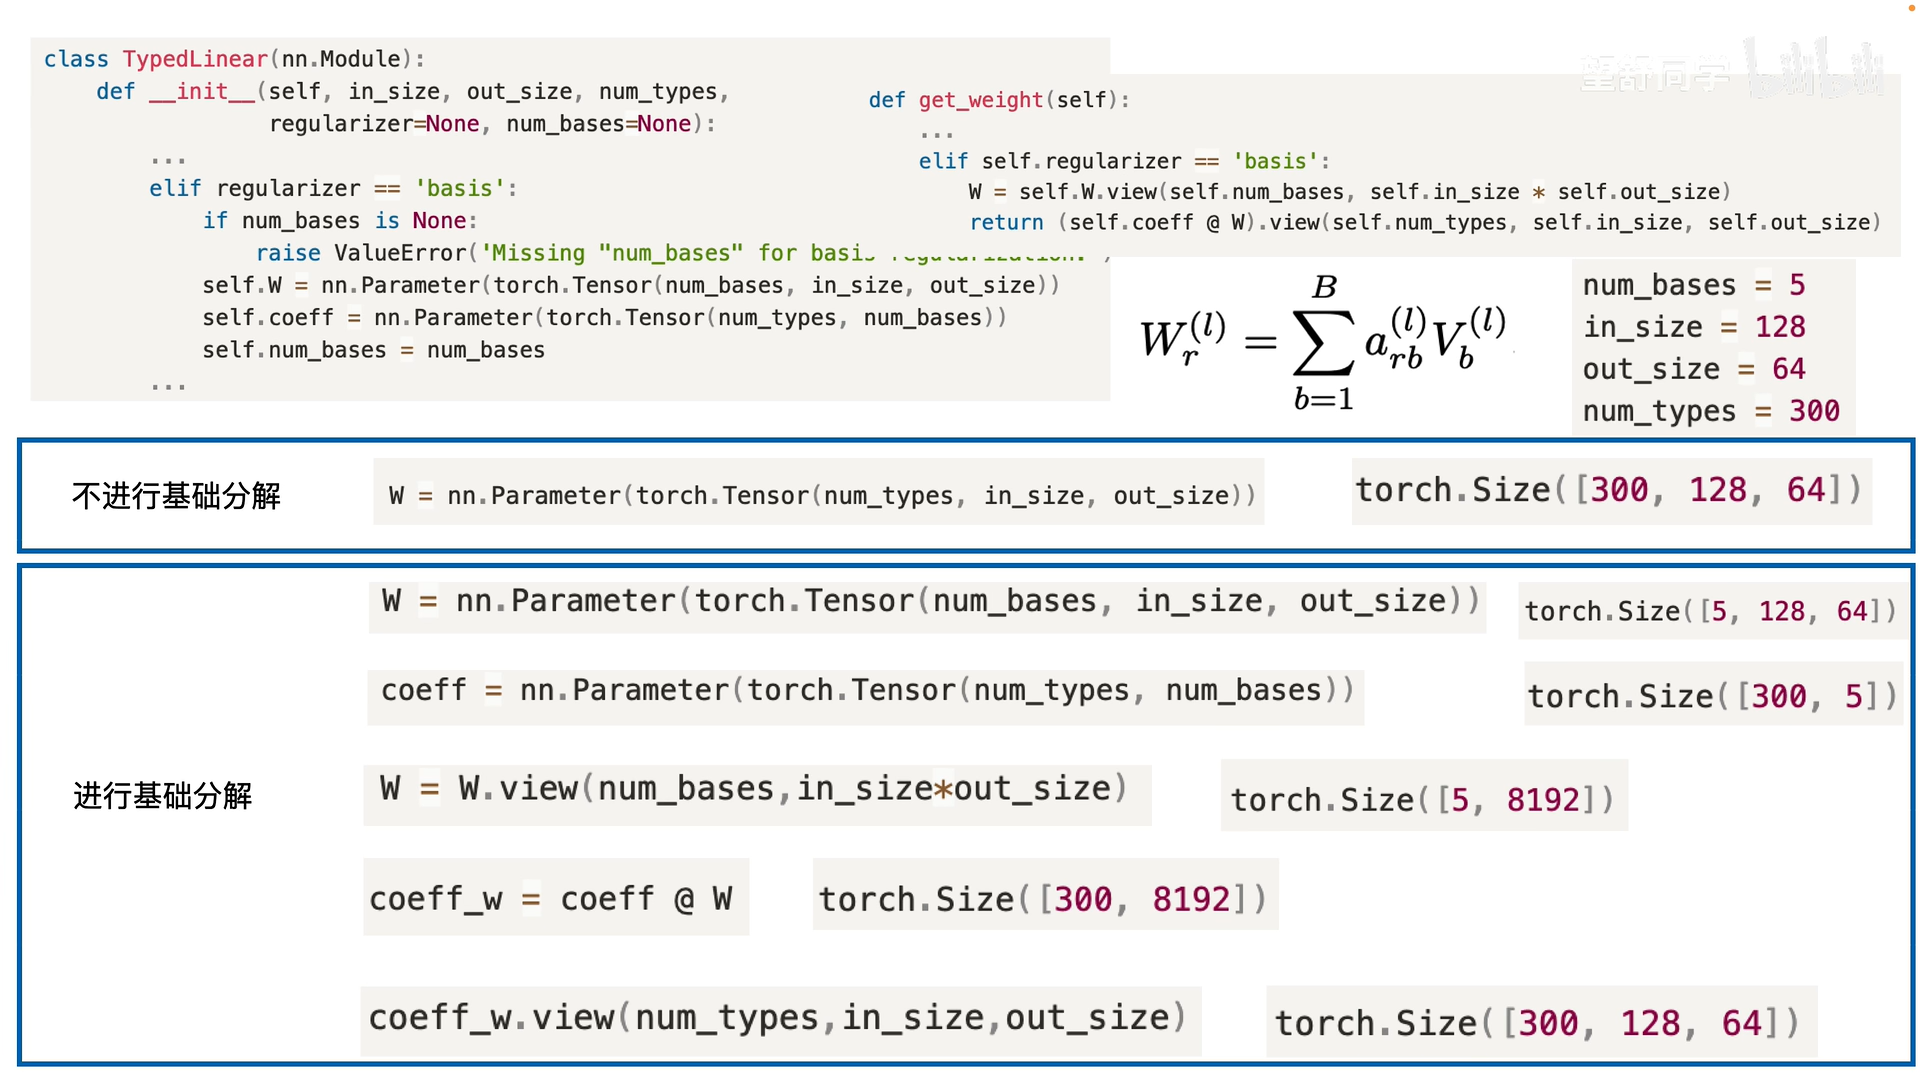 class TypedLinear(nn.Module):
def __init__(self, in_size, out_size, num_types,
regularizer=None, num_bases=None):
...
elif regularizer == 'basis':
if num_bases is None:
raise ValueError('Missing "num_bases" for basis regularization.')
self.W = nn.Parameter(torch.Tensor(num_bases, in_size, out_size))
self.coeff = nn.Parameter(torch.Tensor(num_types, num_bases))
self.num_bases = num_bases
...
望舒同学 bilibili
def get_weight(self):
...
elif self.regularizer == 'basis':
W = self.W.view(self.num_bases, self.in_size * self.out_size)
return (self.coeff @ W).view(self.num_types, self.in_size, self.out_size)
W_r^{(l)} = \sum_{b=1}^{B} a_{rb}^{(l)} V_b^{(l)}
num_bases = 5
in_size = 128
out_size = 64
num_types = 300
不进行基础分解 W = nn.Parameter(torch.Tensor(num_types, in_size, out_size)) torch.Size([300, 128, 64])
W = nn.Parameter(torch.Tensor(num_bases, in_size, out_size)) torch.Size([5, 128, 64])
coeff = nn.Parameter(torch.Tensor(num_types, num_bases)) torch.Size([300, 5])
进行基础分解 W = W.view(num_bases,in_size*out_size) torch.Size([5, 8192])
coeff_w = coeff @ W torch.Size([300, 8192])
coeff_w.view(num_types,in_size,out_size) torch.Size([300, 128, 64])